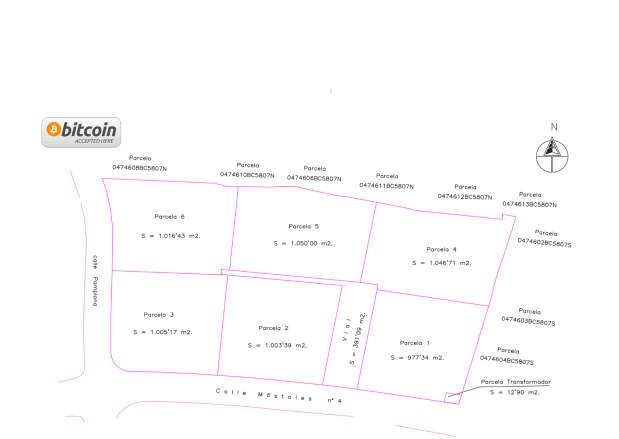 bitcoin
ACCEPTED HERE
N
Parcela
0474608BC5807N
Parcela
0474610BC5807N
Parcela
0474606BC5807N
Parcela
0474611BC5807N
Parcela
0474612BC5807N
Parcela
0474613BC5807N
Parcela 6
S = 1.016'43 m2.
Parcela 5
S = 1.050'00 m2.
Parcela 4
S = 1.046'71 m2.
Parcela
0474602BC5807S
calle Pamplona
Parcela 3
S = 1.005'17 m2.
Parcela 2
S = 1.003'39 m2.
Vial
S = 391'09 m2.
Parcela 1
S = 977'34 m2.
Parcela
0474603BC5807S
Parcela
0474604BC5807S
Parcela Transformador
S = 12'90 m2.
Calle Móstoles nº 4